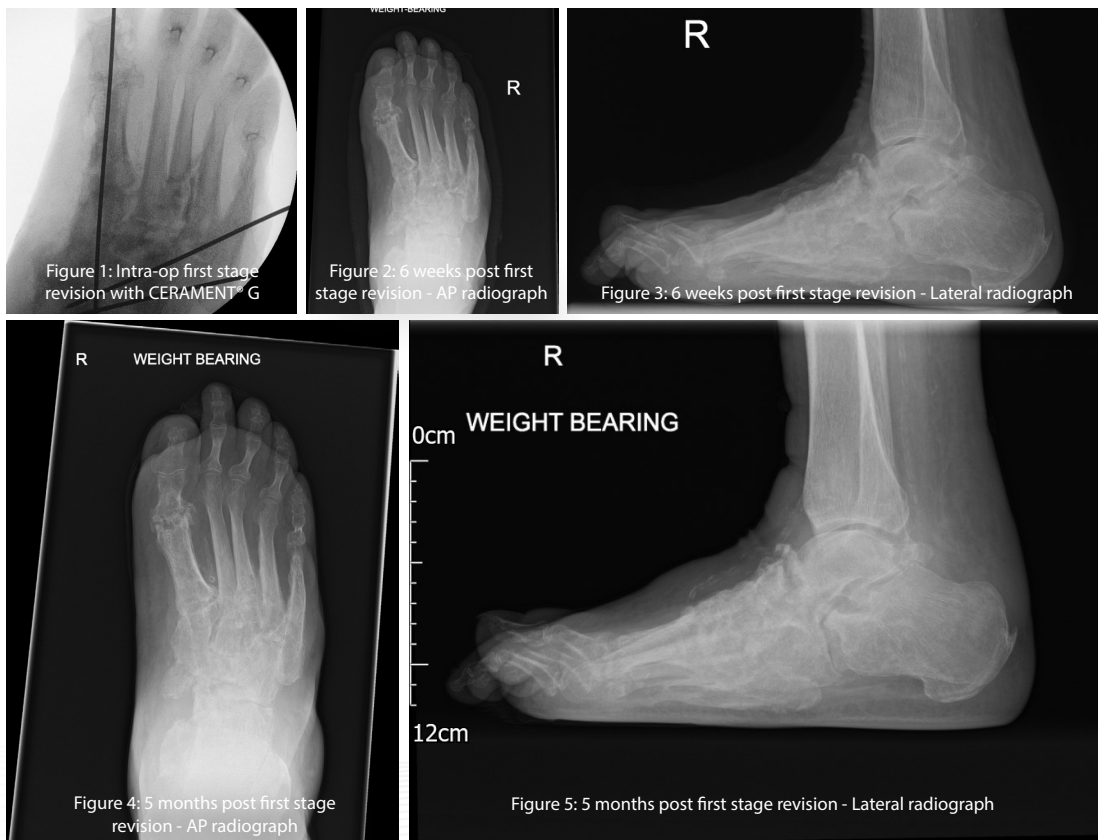 Figure 1: Intra-op first stage
revision with CERAMENT® G
WEIGHT-BEARING
R
Figure 2: 6 weeks post first
stage revision - AP radiograph
R
Figure 3: 6 weeks post first stage revision - Lateral radiograph
R
WEIGHT BEARING
Figure 4: 5 months post first stage
revision - AP radiograph
R
WEIGHT BEARING
0cm
12cm
Figure 5: 5 months post first stage revision - Lateral radiograph